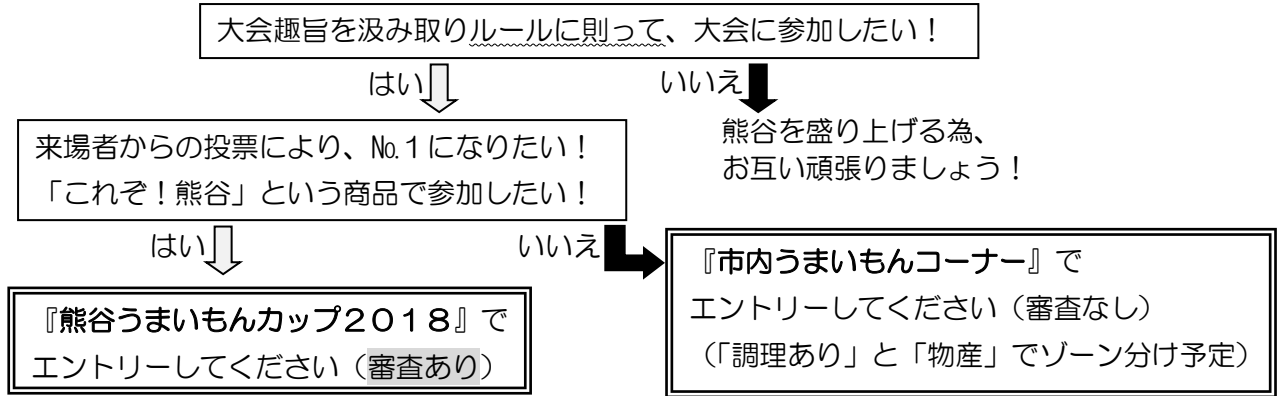 大会趣旨を汲み取りルールに則って、大会に参加したい！
はい
いいえ
来場者からの投票により、№１になりたい！
「これぞ！熊谷」という商品で参加したい！
熊谷を盛り上げる為、
お互い頑張りましょう！
はい
いいえ
『熊谷うまいもんカップ２０１８』で
エントリーしてください（審査あり）
『市内うまいもんコーナー』で
エントリーしてください（審査なし）
（「調理あり」と「物産」でゾーン分け予定）